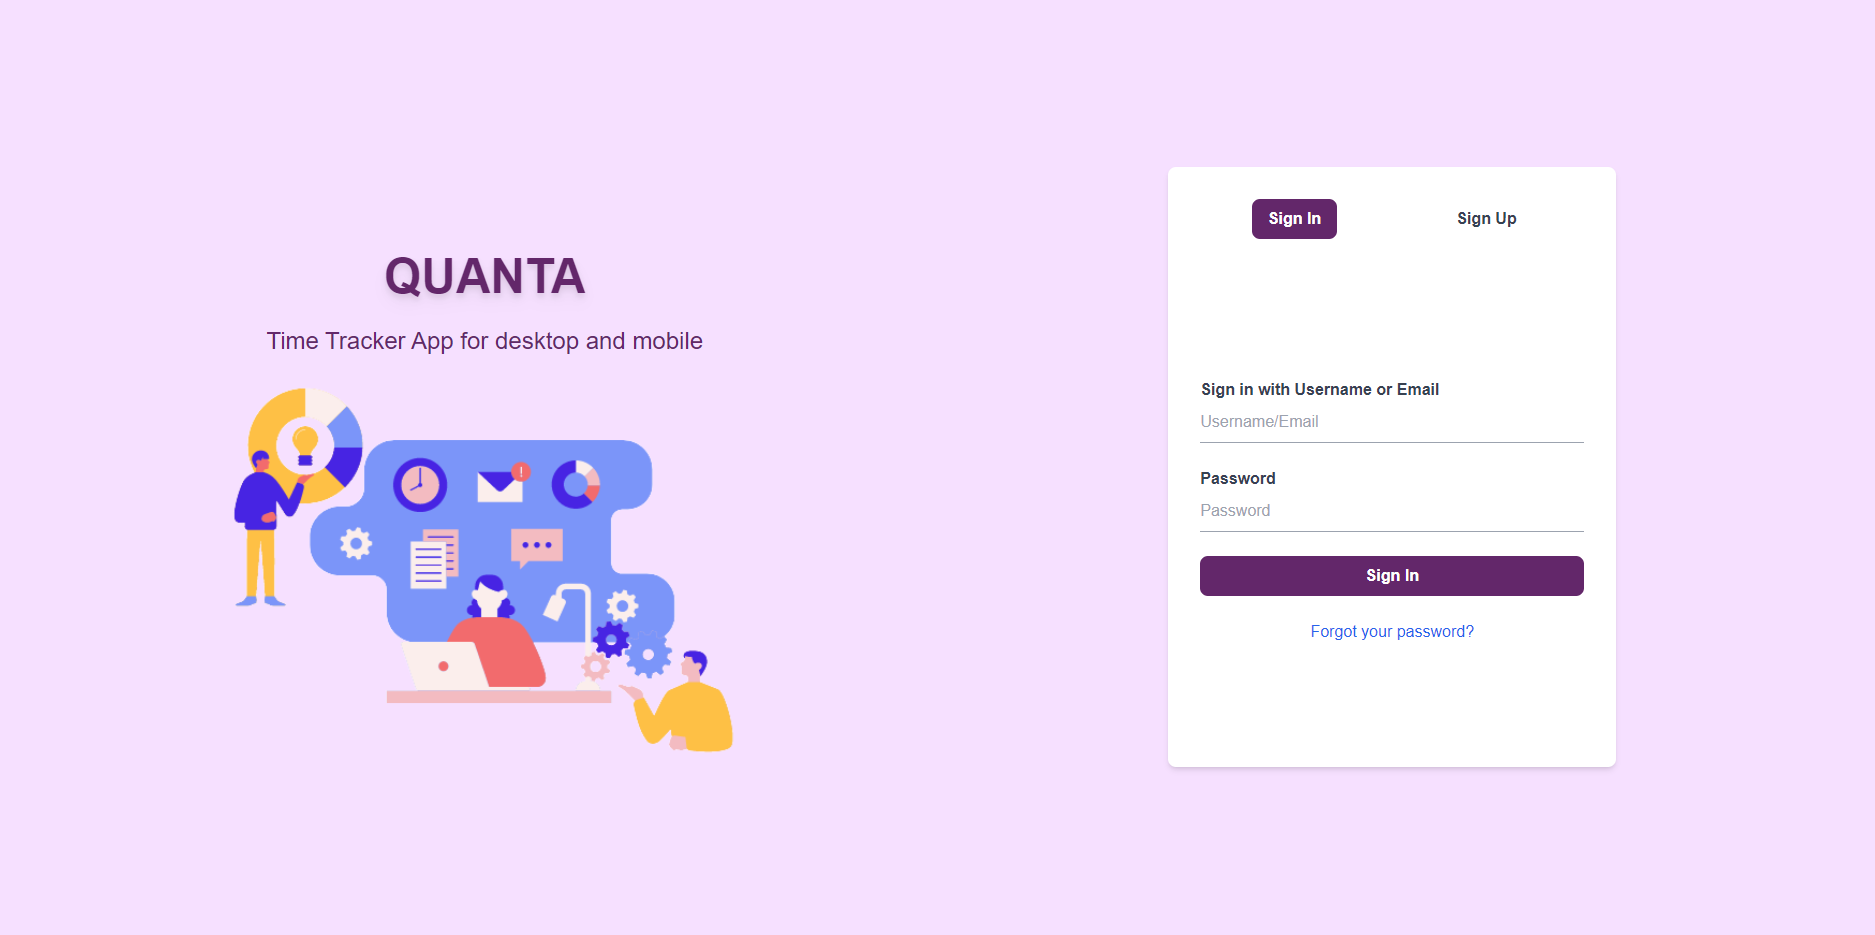 QUANTA
Time Tracker App for desktop and mobile
!
Sign In
Sign Up
Sign in with Username or Email
Username/Email
Password
Password
Sign In
Forgot your password?